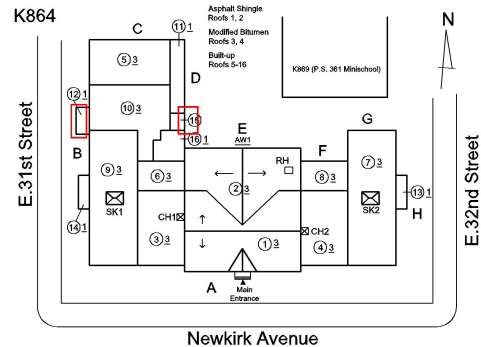 K864
Asphalt Shingle
Roofs 1, 2
Modified Bitumen
Roofs 3, 4
Built-up
Roofs 5-16
N
K869 (P.S. 361 Minischool)
C
11 1
D
5 3
12 1
10 3
15
16 1
E
AW1
G
B
F
9 3
6 3
RH
8 3
7 3
2 3
13 1
SK1
SK2
H
14 1
CH1
CH2
3 3
1 3
4 3
A
Main
Entrance
E.31st Street
E.32nd Street
Newkirk Avenue